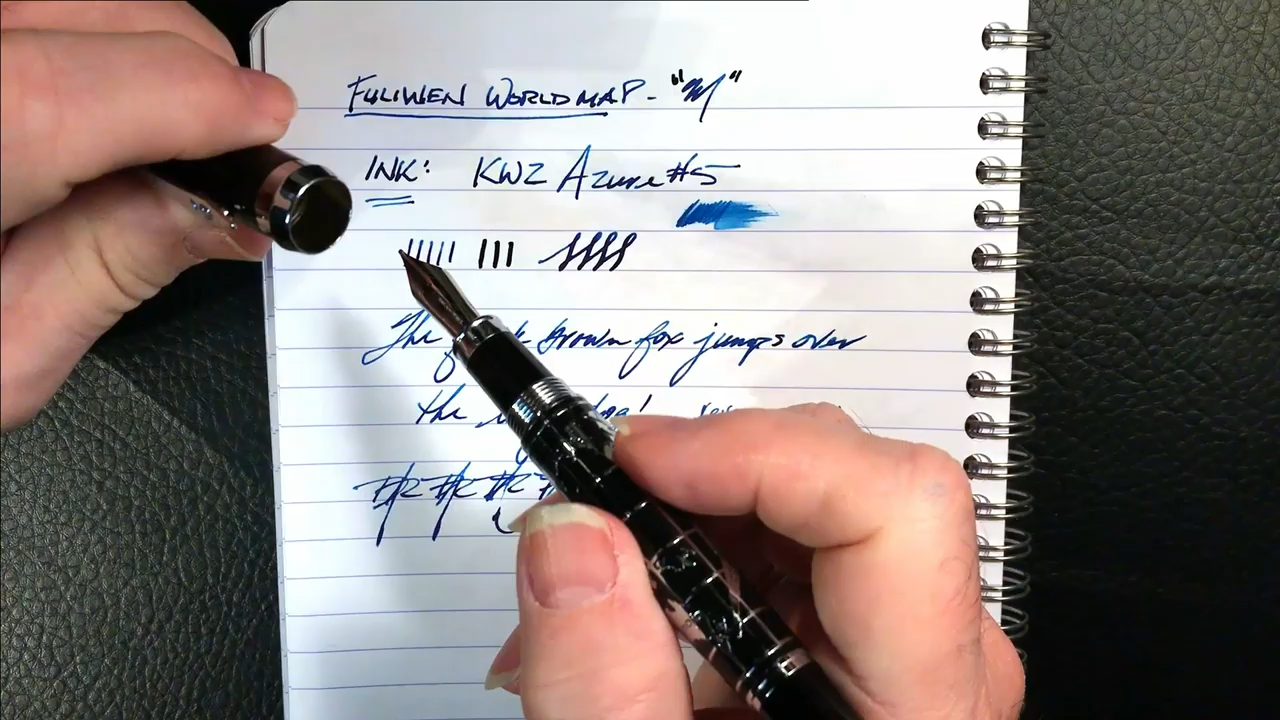 FULIWEN WORLDMAP - "M"
INK: KWZ Azure #5
The brown fox jumps over
the